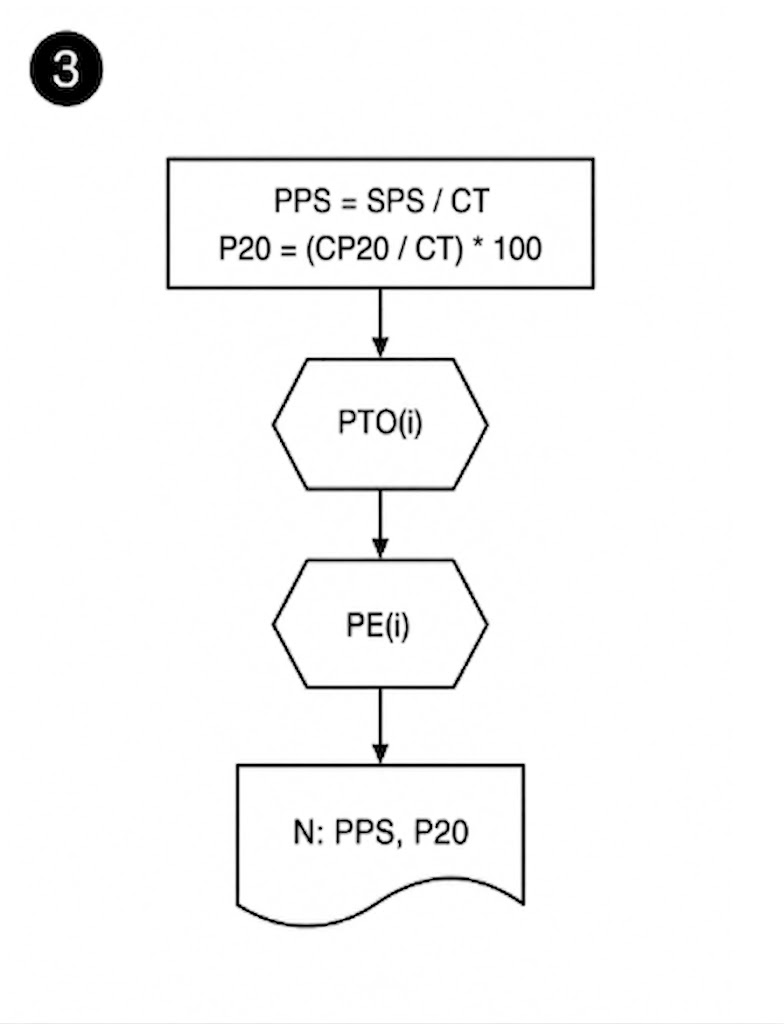 3
PPS = SPS / CT
P20 = (CP20 / CT) * 100
PTO(i)
PE(i)
N: PPS, P20